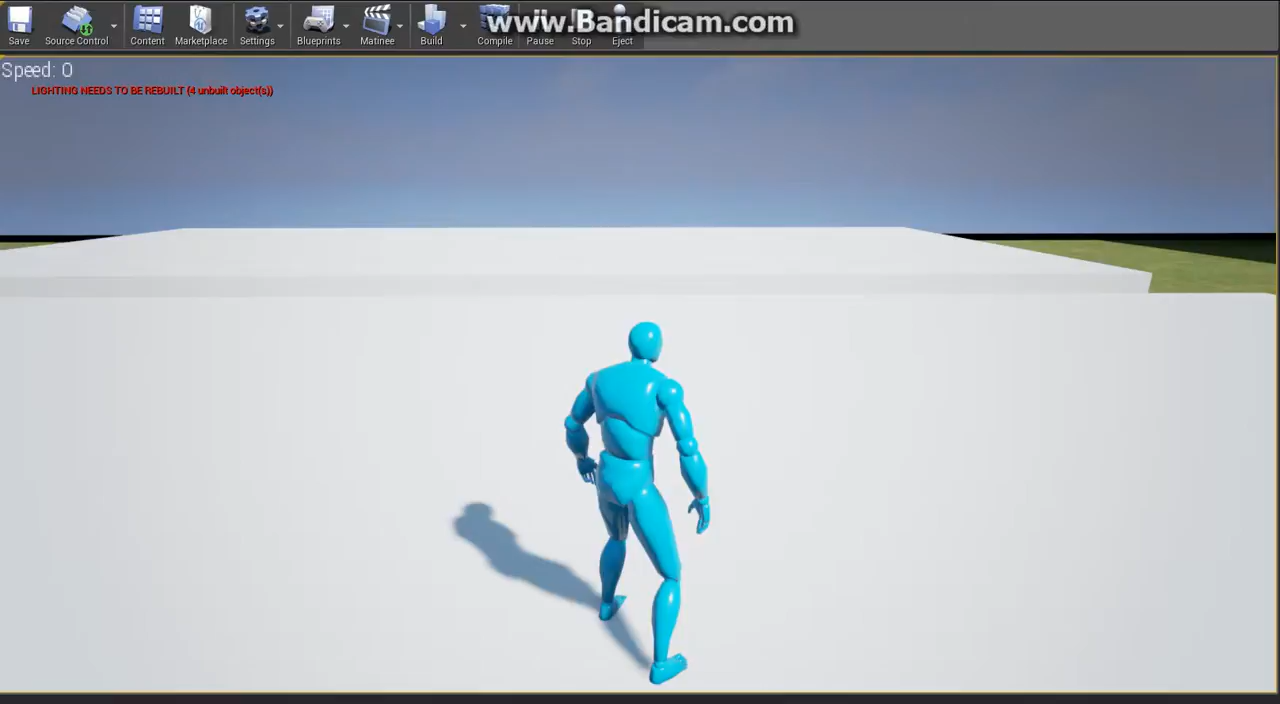 www.Bandicam.com
Save Source Control Content Marketplace Settings Blueprints Matinee Build Compile Pause Stop Eject
Speed: 0
LIGHTING NEEDS TO BE REBUILT (4 unbuilt object(s))